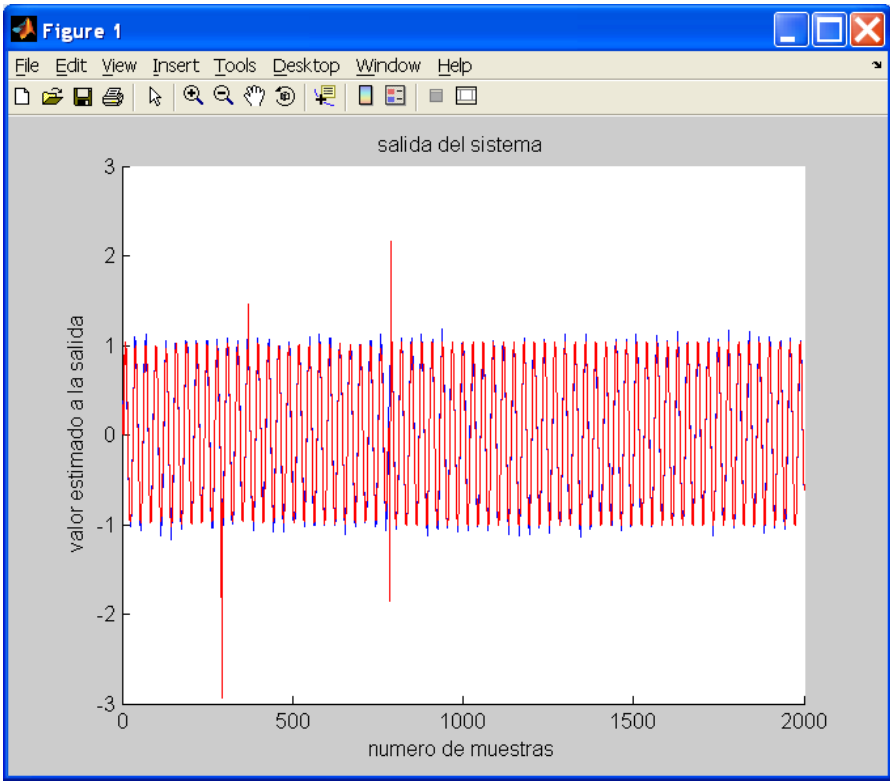 Figure 1
File Edit View Insert Tools Desktop Window Help
salida del sistema
3
2
1
0
-1
-2
-3
valor estimado a la salida
0 500 1000 1500 2000
numero de muestras